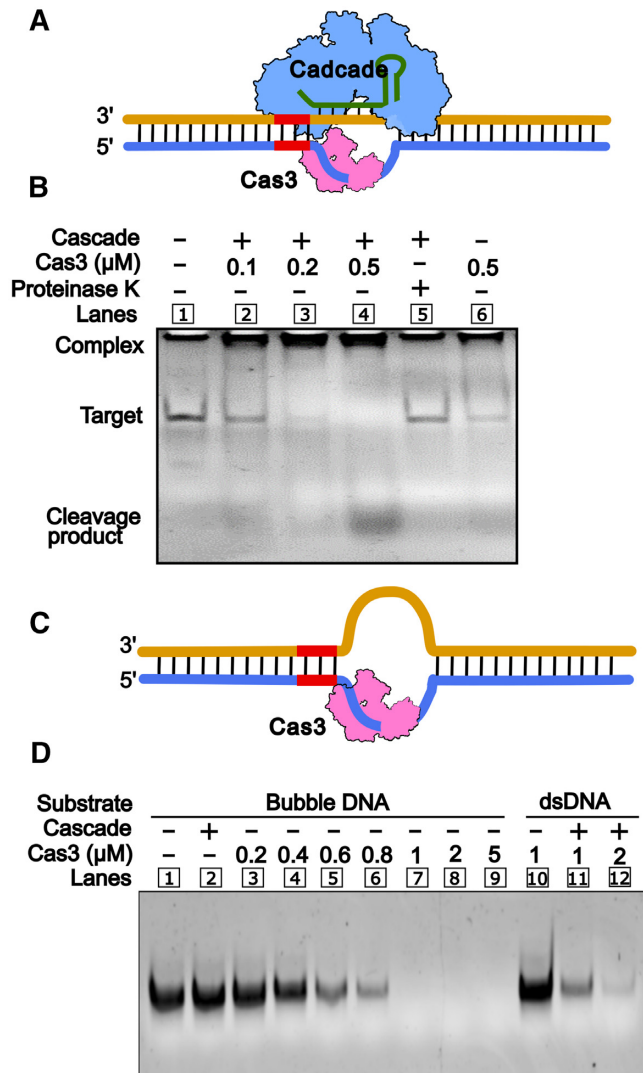 A
Cadcade
3'
5'
Cas3
B
Cascade – + + + + –
Cas3 (µM) – 0.1 0.2 0.5 – 0.5
Proteinase K – – – – + –
Lanes 1 2 3 4 5 6
Complex
Target
Cleavage
product
C
3'
5'
Cas3
D
Substrate Bubble DNA dsDNA
Cascade – + – – – – – – – – + +
Cas3 (µM) – – 0.2 0.4 0.6 0.8 1 2 5 1 1 2
Lanes 1 2 3 4 5 6 7 8 9 10 11 12